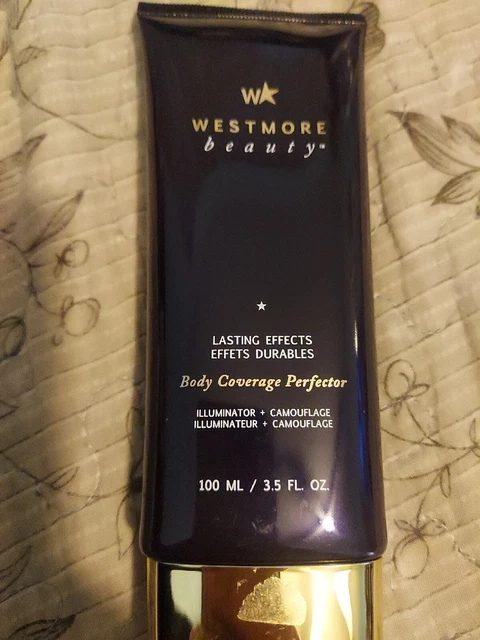 W
WESTMORE
beauty™
LASTING EFFECTS
EFFETS DURABLES
Body Coverage Perfector
ILLUMINATOR + CAMOUFLAGE
ILLUMINATEUR + CAMOUFLAGE
100 ML / 3.5 FL. OZ.